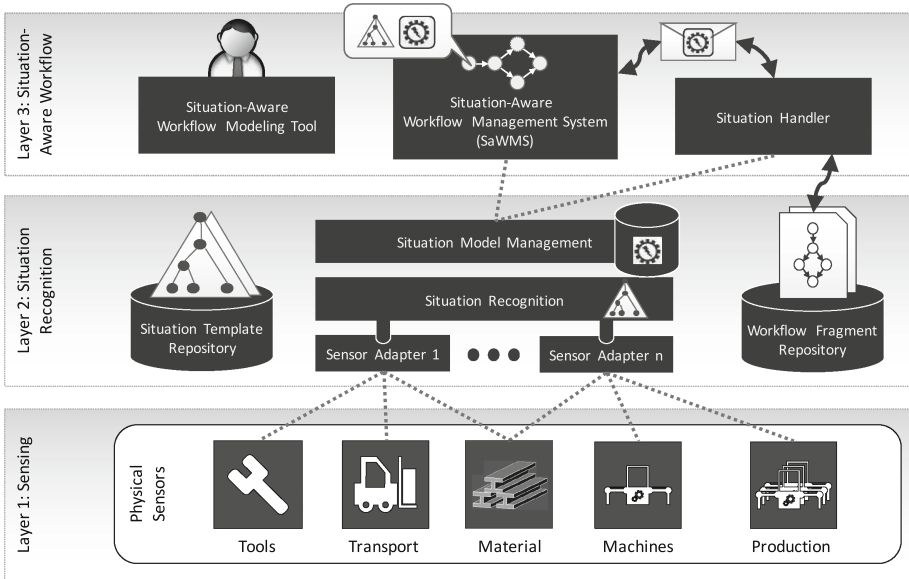 Layer 3: Situation-
Aware Workflow
Situation-Aware
Workflow Modeling Tool
Situation-Aware
Workflow Management System
(SaWMS)
Situation Handler
Layer 2: Situation
Recognition
Situation Template
Repository
Situation Model Management
Situation Recognition
Sensor Adapter 1
Sensor Adapter n
Workflow Fragment
Repository
Layer 1: Sensing
Physical
Sensors
Tools
Transport
Material
Machines
Production